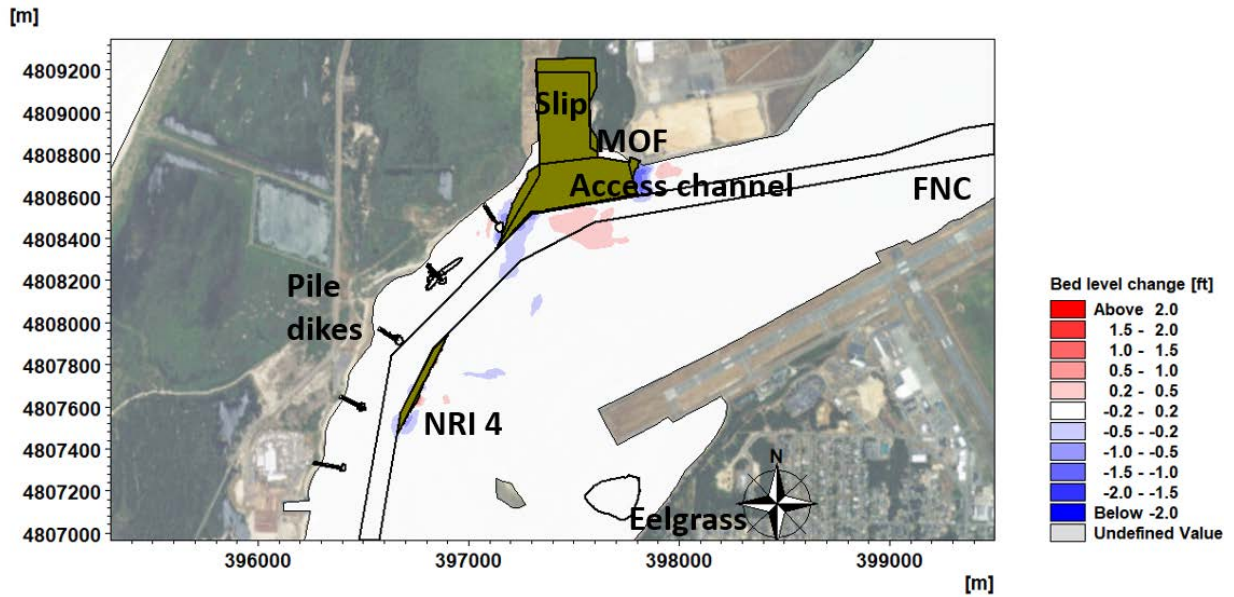 [m]
4809200
4809000
4808800
4808600
4808400
4808200
4808000
4807800
4807600
4807400
4807200
4807000
Slip
MOF
Access channel
FNC
Pile
dikes
NRI 4
Eelgrass
N
396000
397000
398000
399000
[m]
Bed level change [ft]
Above 2.0
1.5 - 2.0
1.0 - 1.5
0.5 - 1.0
0.2 - 0.5
-0.2 - 0.2
-0.5 - -0.2
-1.0 - -0.5
-1.5 - -1.0
-2.0 - -1.5
Below -2.0
Undefined Value